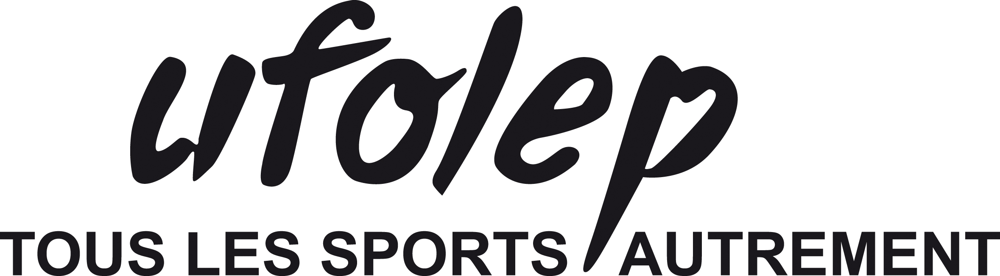 ufolep
TOUS LES SPORTS AUTREMENT